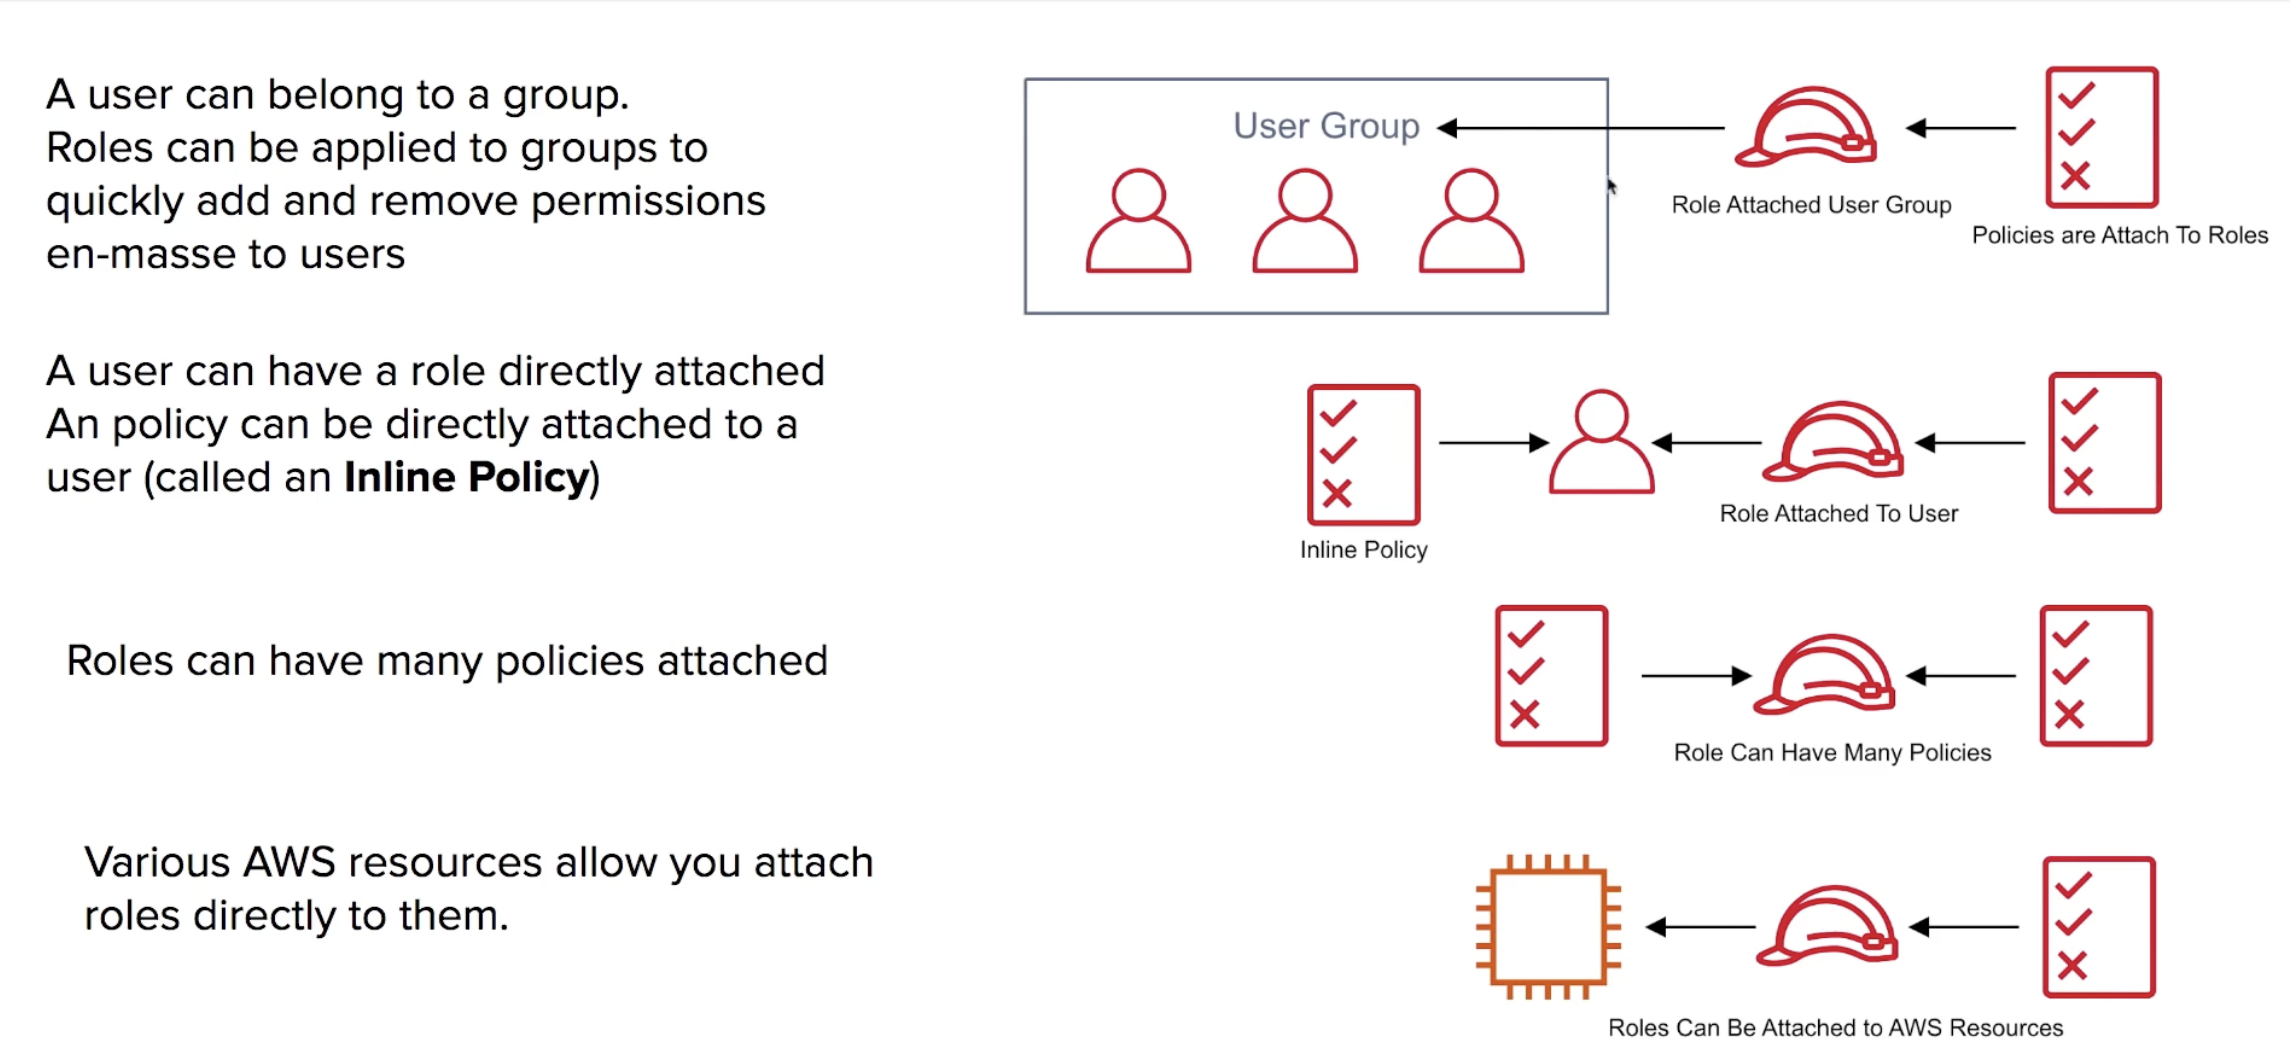 A user can belong to a group.
Roles can be applied to groups to
quickly add and remove permissions
en-masse to users
User Group
Role Attached User Group
Policies are Attach To Roles
A user can have a role directly attached
An policy can be directly attached to a
user (called an Inline Policy)
Inline Policy
Role Attached To User
Roles can have many policies attached
Role Can Have Many Policies
Various AWS resources allow you attach
roles directly to them.
Roles Can Be Attached to AWS Resources